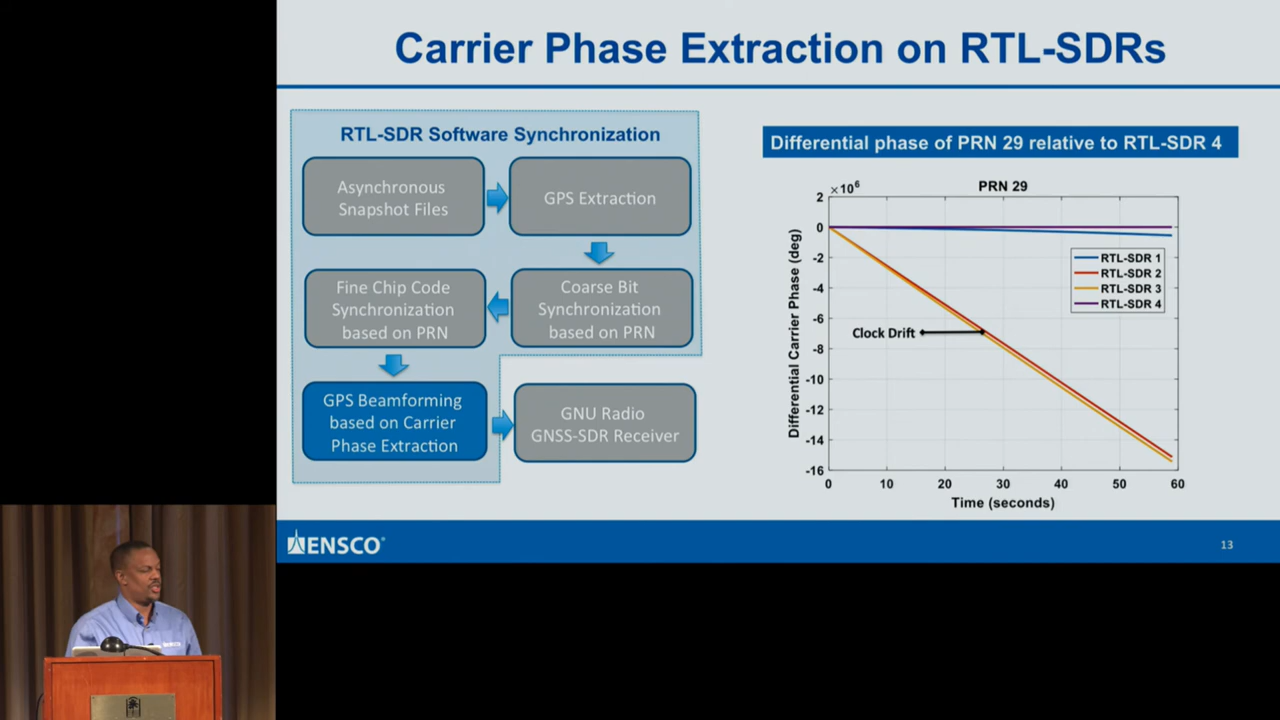 Carrier Phase Extraction on RTL-SDRs
RTL-SDR Software Synchronization
Asynchronous
Snapshot Files
GPS Extraction
Fine Chip Code
Synchronization
based on PRN
Coarse Bit
Synchronization
based on PRN
GPS Beamforming
based on Carrier
Phase Extraction
GNU Radio
GNSS-SDR Receiver
Differential phase of PRN 29 relative to RTL-SDR 4
×10⁶
PRN 29
2
0
-2
-4
-6
-8
-10
-12
-14
-16
Differential Carrier Phase (deg)
RTL-SDR 1
RTL-SDR 2
RTL-SDR 3
RTL-SDR 4
Clock Drift
0 10 20 30 40 50 60
Time (seconds)
ENSCO®
13